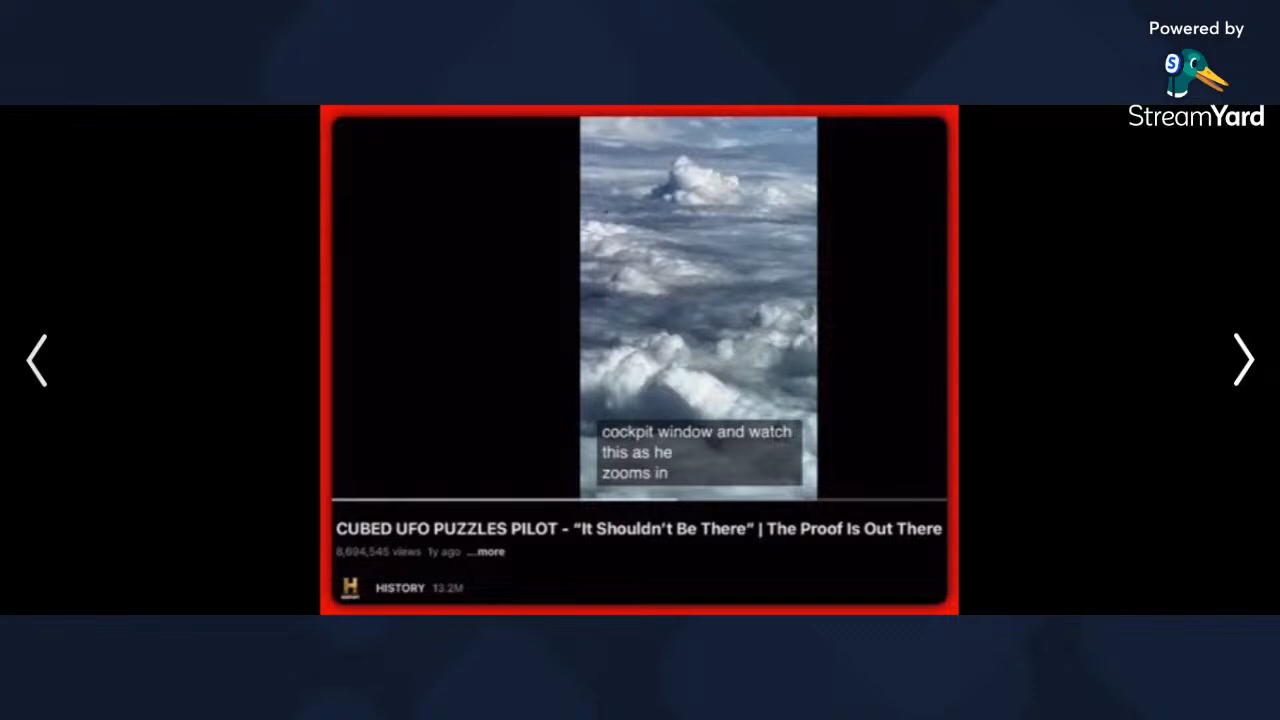 Powered by
S
StreamYard
cockpit window and watch
this as he
zooms in
CUBED UFO PUZZLES PILOT - “It Shouldn’t Be There” | The Proof Is Out There
8,694,545 views 1y ago ...more
H
HISTORY 13.2M